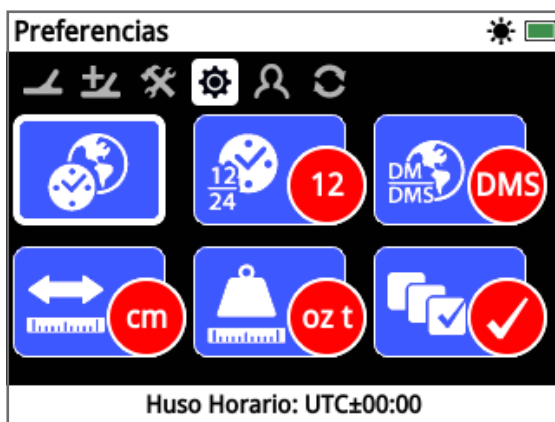 Preferencias
12
24
12
DM
DMS
DMS
cm
oz t
Huso Horario: UTC±00:00